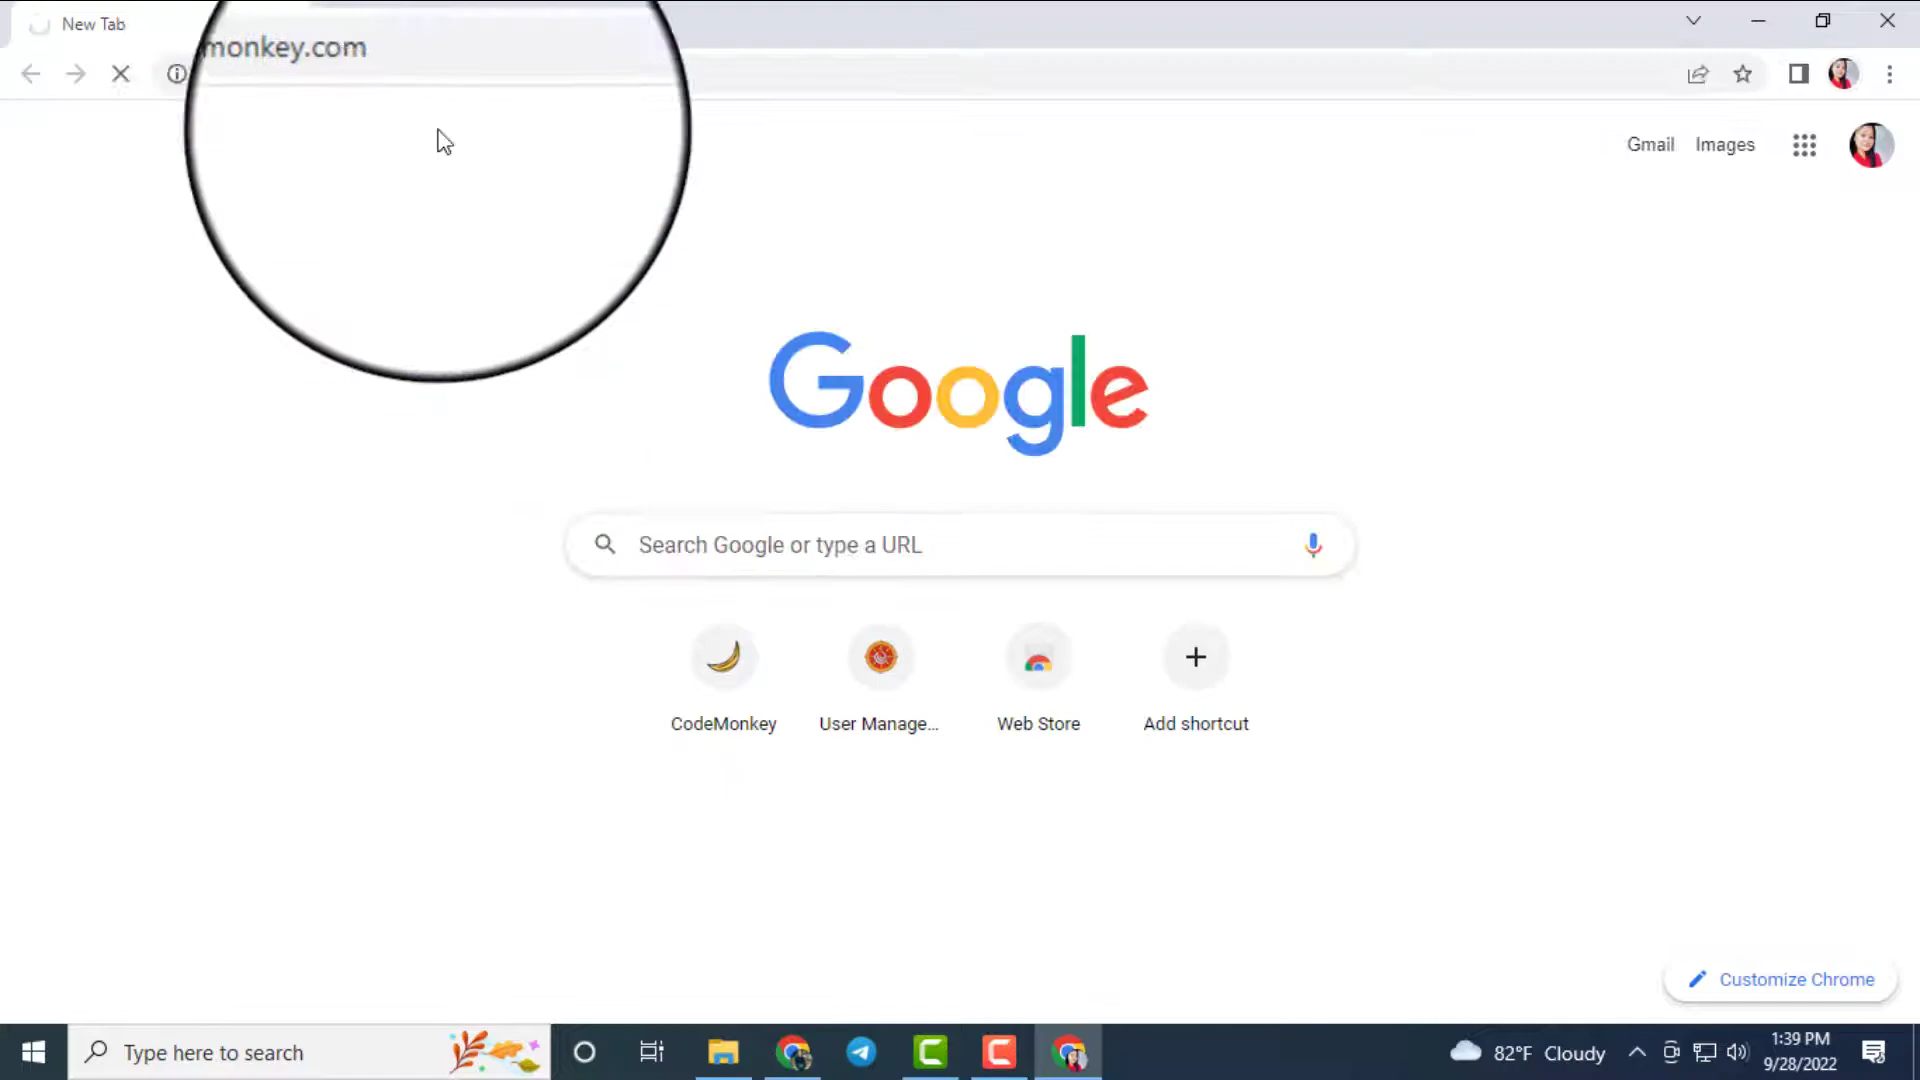 New Tab
monkey.com
Gmail Images
Google
Search Google or type a URL
CodeMonkey User Manage... Web Store Add shortcut
Customize Chrome
Type here to search
82°F Cloudy
1:39 PM
9/28/2022